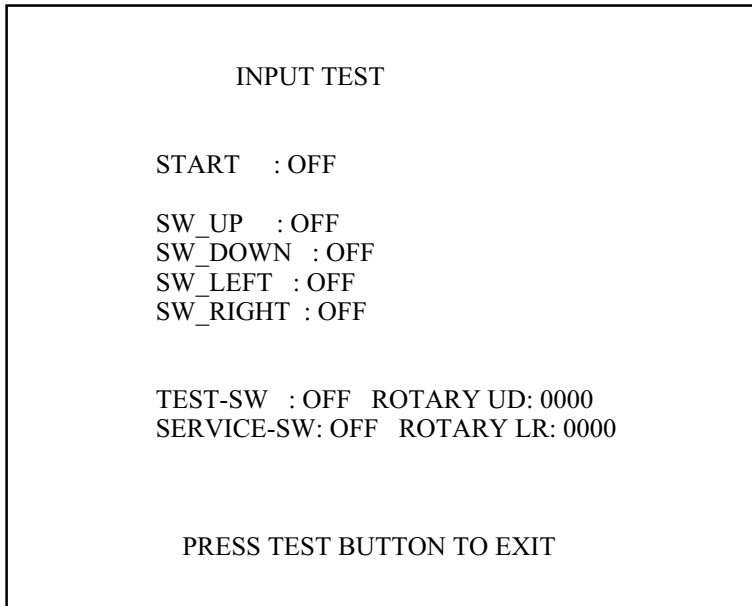 INPUT TEST
START : OFF
SW_UP : OFF
SW_DOWN : OFF
SW_LEFT : OFF
SW_RIGHT : OFF
TEST-SW : OFF ROTARY UD: 0000
SERVICE-SW: OFF ROTARY LR: 0000
PRESS TEST BUTTON TO EXIT